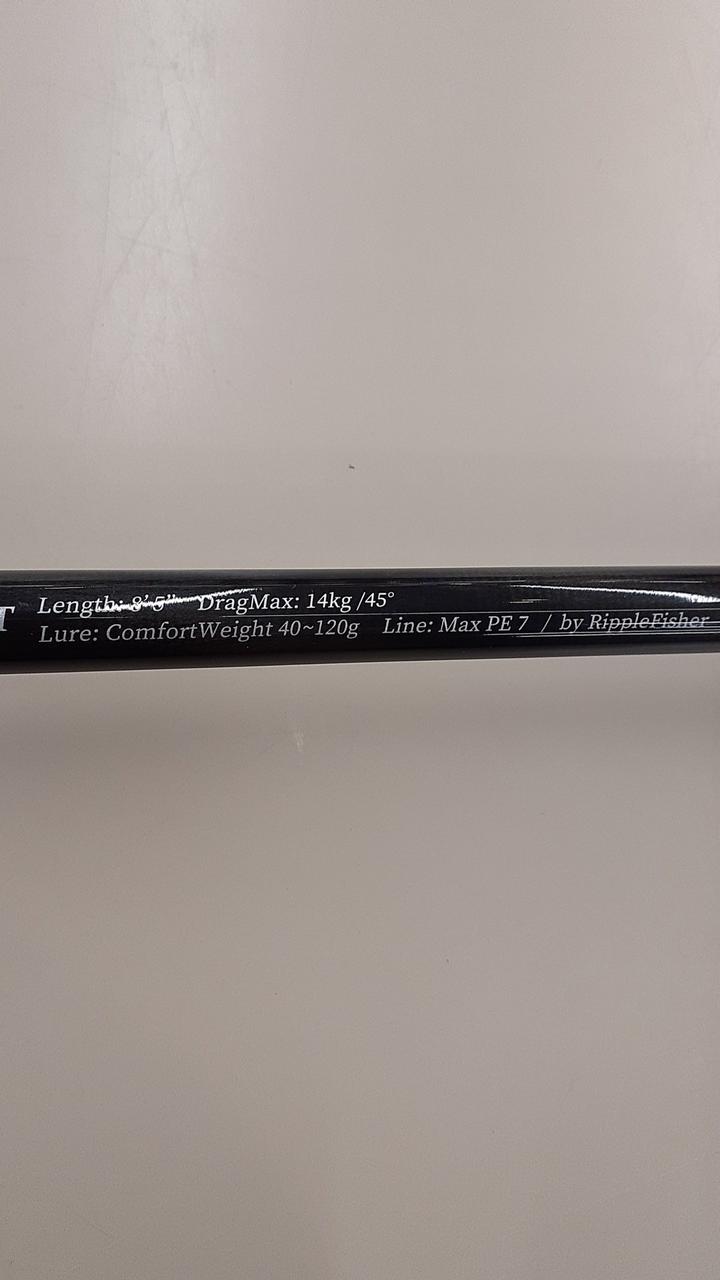 T
Length: 8' 5" DragMax: 14kg /45°
Lure: ComfortWeight 40~120g Line: Max PE 7 / by RippleFisher